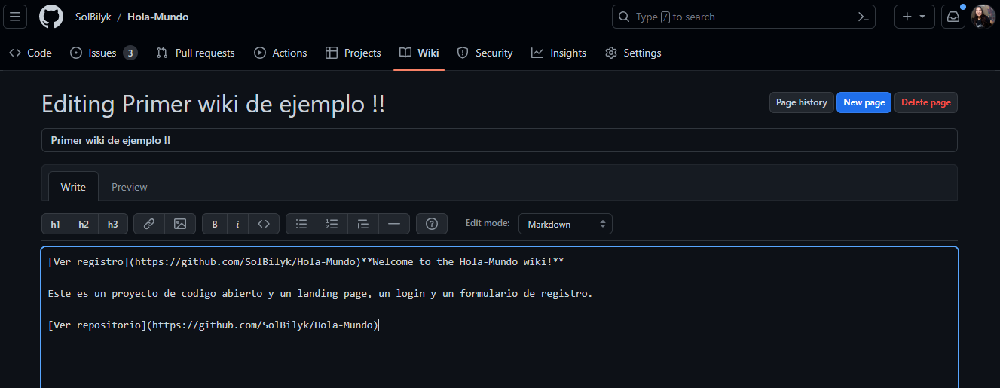 SolBilyk / Hola-Mundo
Type / to search
Code
Issues 3
Pull requests
Actions
Projects
Wiki
Security
Insights
Settings
Editing Primer wiki de ejemplo !!
Page history
New page
Delete page
Primer wiki de ejemplo !!
Write
Preview
h1
h2
h3
B
i
Edit mode:
Markdown
[Ver registro](https://github.com/SolBilyk/Hola-Mundo)**Welcome to the Hola-Mundo wiki!**
Este es un proyecto de codigo abierto y un landing page, un login y un formulario de registro.
[Ver repositorio](https://github.com/SolBilyk/Hola-Mundo)